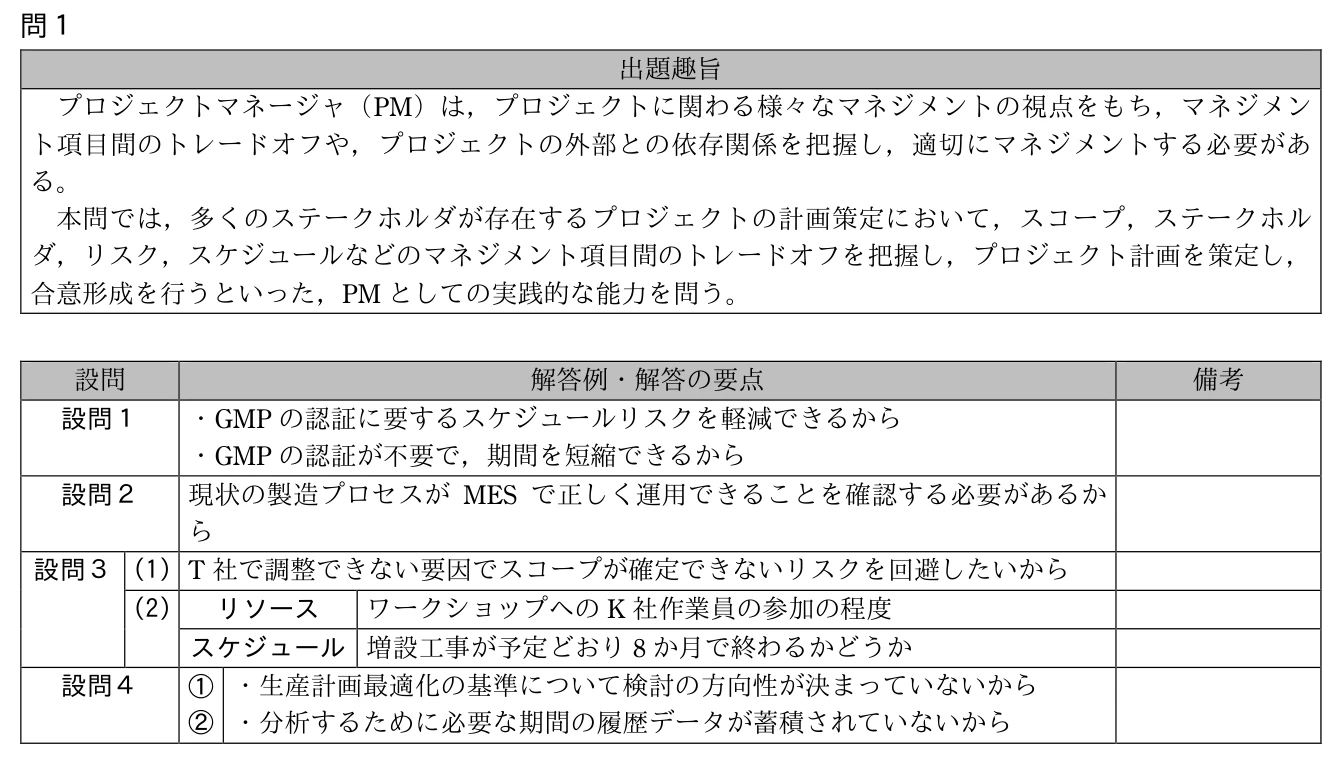 問1
出題趣旨
プロジェクトマネージャ（PM）は，プロジェクトに関わる様々なマネジメントの視点をもち，マネジメン
ト項目間のトレードオフや，プロジェクトの外部との依存関係を把握し，適切にマネジメントする必要があ
る。
本問では，多くのステークホルダが存在するプロジェクトの計画策定において，スコープ，ステークホル
ダ，リスク，スケジュールなどのマネジメント項目間のトレードオフを把握し，プロジェクト計画を策定し，
合意形成を行うといった，PM としての実践的な能力を問う。
設問 解答例・解答の要点 備考
設問1 ・GMP の認証に要するスケジュールリスクを軽減できるから
・GMP の認証が不要で，期間を短縮できるから
設問2 現状の製造プロセスが MES で正しく運用できることを確認する必要があるか
ら
設問3 (1) T 社で調整できない要因でスコープが確定できないリスクを回避したいから
(2) リソース ワークショップへの K 社作業員の参加の程度
スケジュール 増設工事が予定どおり 8 か月で終わるかどうか
設問4 ① ・生産計画最適化の基準について検討の方向性が決まっていないから
② ・分析するために必要な期間の履歴データが蓄積されていないから